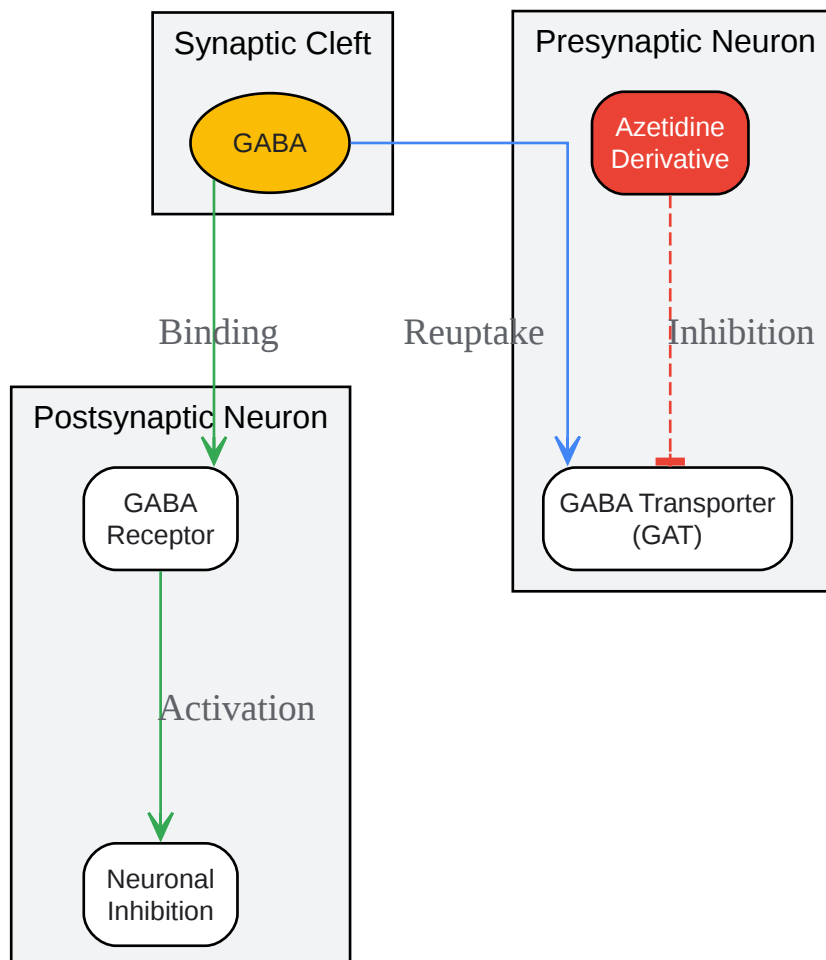 Synaptic Cleft
Presynaptic Neuron
GABA
Azetidine
Derivative
Binding
Reuptake
Inhibition
Postsynaptic Neuron
GABA
Receptor
GABA Transporter
(GAT)
Activation
Neuronal
Inhibition